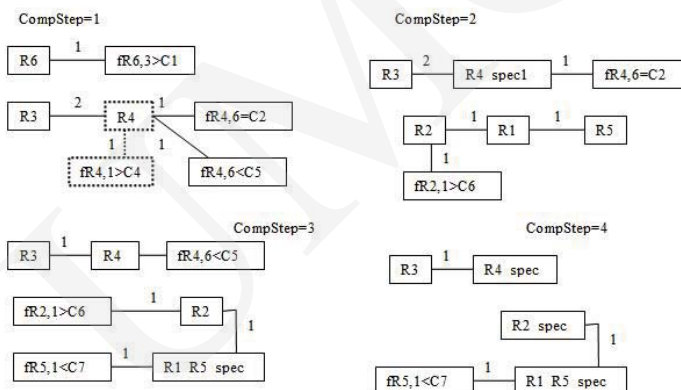 CompStep=1
R6 1 fR6,3>C1
R3 2 R4 1 fR4,6=C2
1 1
fR4,1>C4 fR4,6<C5
CompStep=2
R3 2 R4 spec1 1 fR4,6=C2
R2 1 R1 1 R5
1
fR2,1>C6
CompStep=3
R3 1 R4 fR4,6<C5
fR2,1>C6 1 R2
1
fR5,1<C7 1 R1 R5 spec
CompStep=4
R3 1 R4 spec
R2 spec
1
fR5,1<C7 1 R1 R5 spec